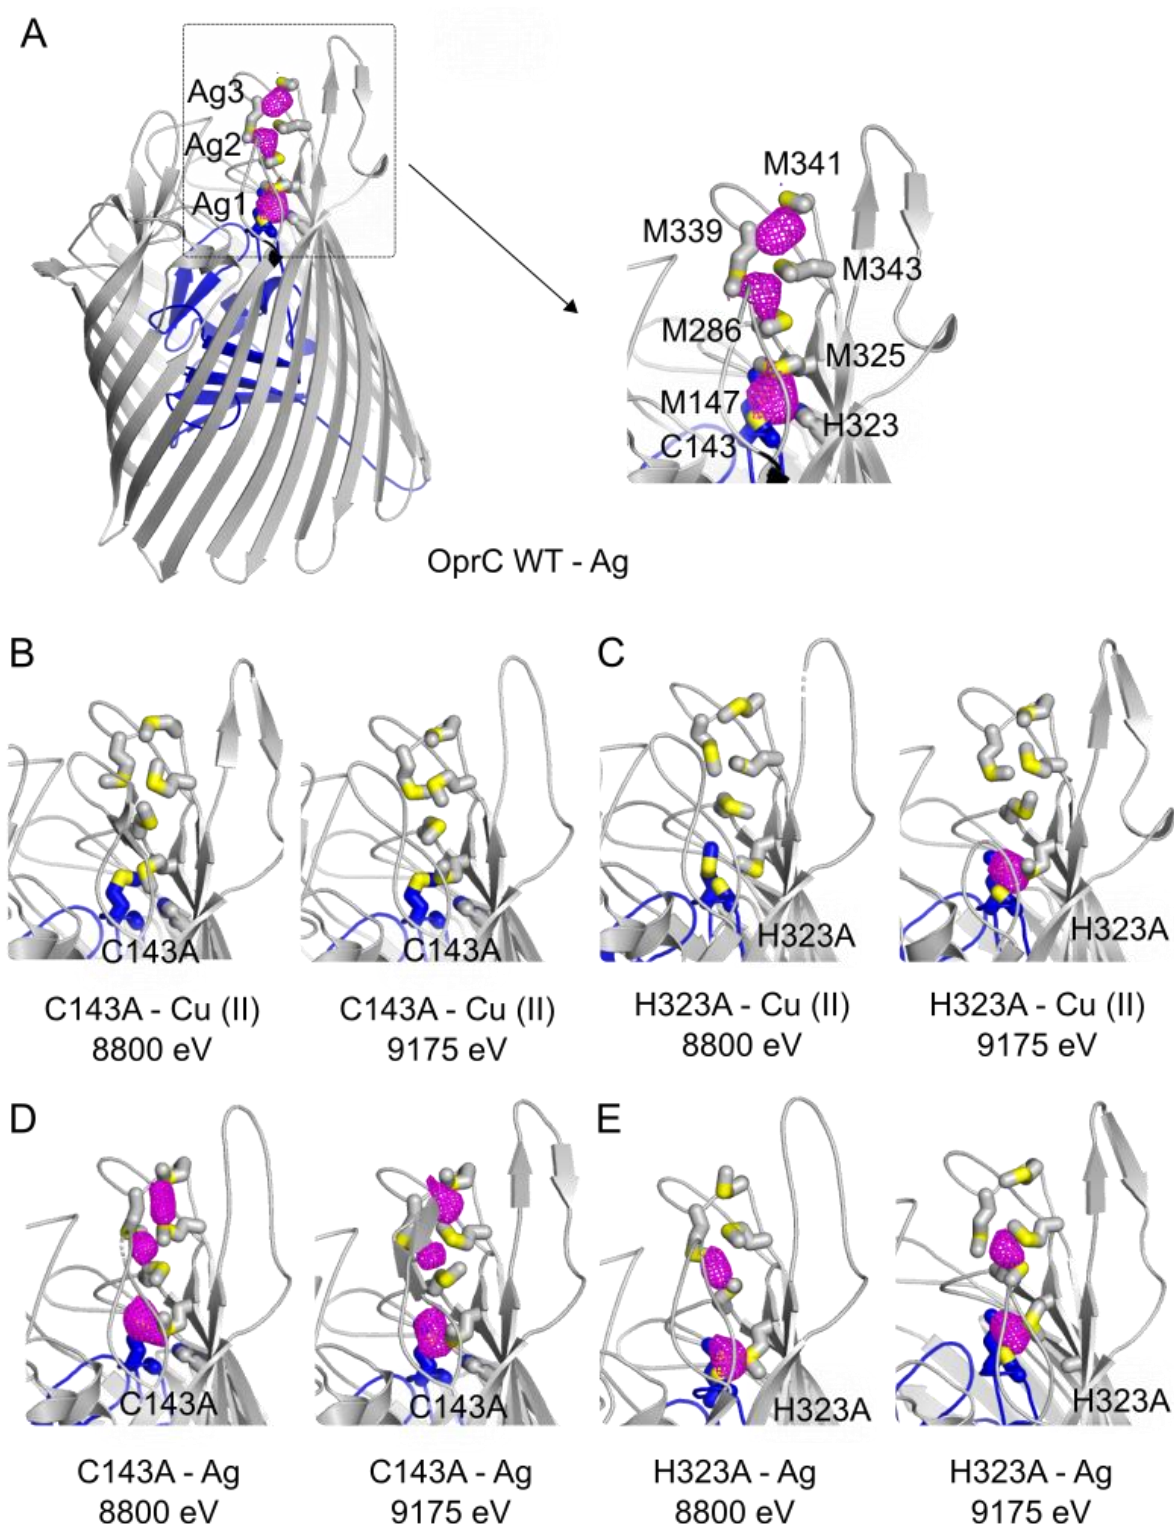 A
Ag3
Ag2
Ag1
M341
M339
M343
M286
M325
M147
H323
C143
OprC WT - Ag
B
C
C143A
C143A
H323A
H323A
C143A - Cu (II)
8800 eV
C143A - Cu (II)
9175 eV
H323A - Cu (II)
8800 eV
H323A - Cu (II)
9175 eV
D
E
C143A
C143A
H323A
H323A
C143A - Ag
8800 eV
C143A - Ag
9175 eV
H323A - Ag
8800 eV
H323A - Ag
9175 eV